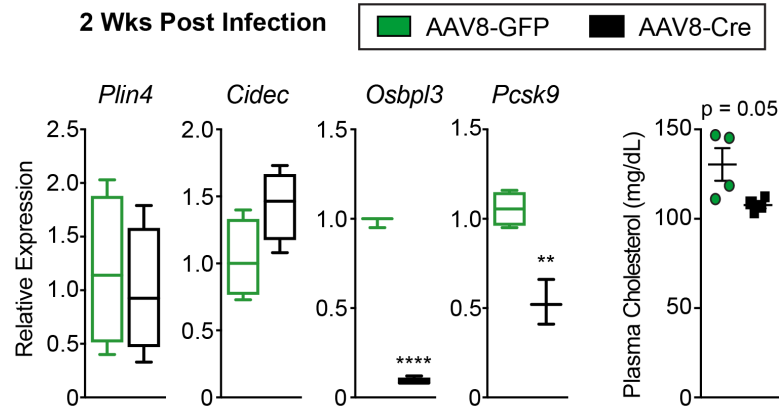 2 Wks Post Infection
AAV8-GFP
AAV8-Cre
Plin4
Cidec
Osbpl3
Pcsk9
p = 0.05
Relative Expression
2.5
2.0
1.5
1.0
0.5
0
2.0
1.5
1.0
0.5
0
1.5
1.0
0.5
0
****
1.5
1.0
0.5
0
**
Plasma Cholesterol (mg/dL)
150
100
50
0